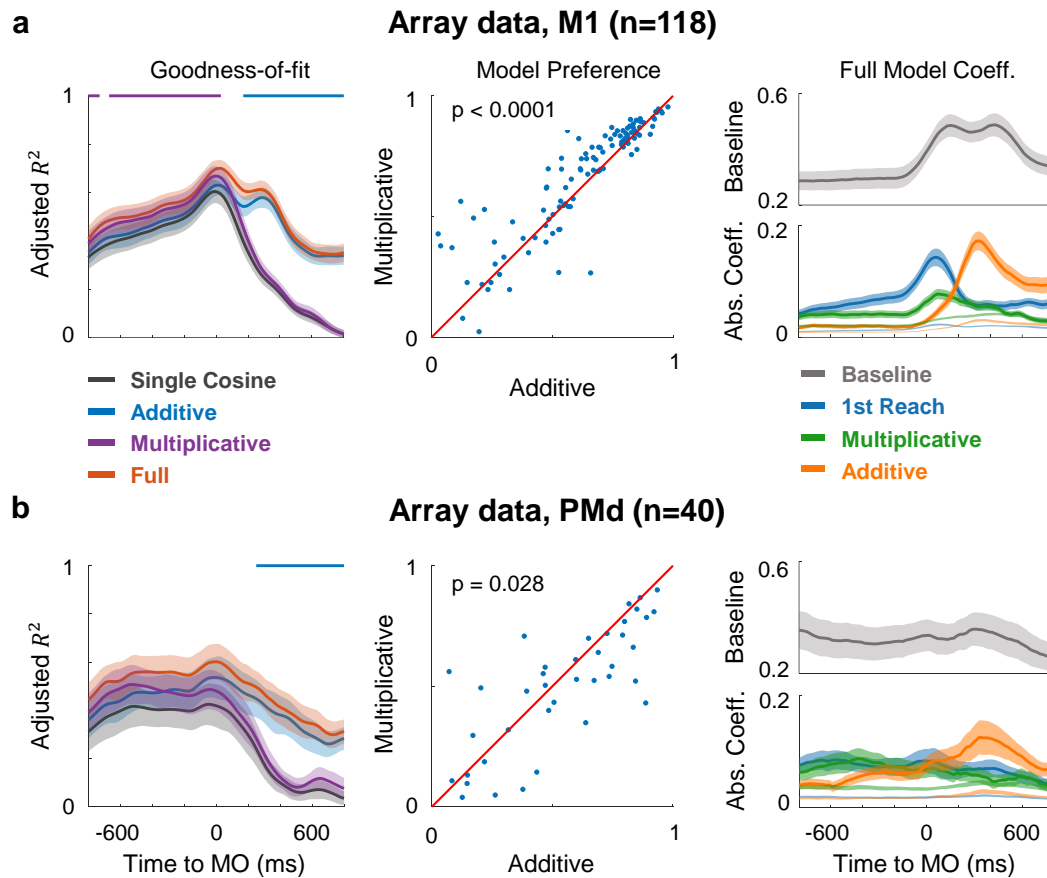 a
Array data, M1 (n=118)
Goodness-of-fit
Model Preference
Full Model Coeff.
1
Adjusted R²
0
1
p < 0.0001
Multiplicative
0
0
1
Additive
0.6
Baseline
0.2
0.2
Abs. Coeff.
0
Single Cosine
Additive
Multiplicative
Full
Baseline
1st Reach
Multiplicative
Additive
b
Array data, PMd (n=40)
1
Adjusted R²
0
-600
0
600
Time to MO (ms)
1
p = 0.028
Multiplicative
0
0
1
Additive
0.6
Baseline
0.2
0.2
Abs. Coeff.
0
-600
0
600
Time to MO (ms)